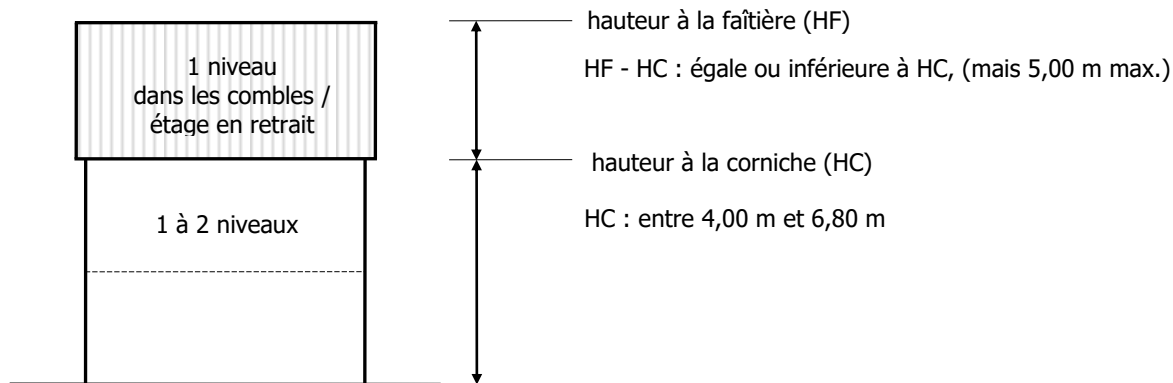 hauteur à la faîtière (HF)
HF - HC : égale ou inférieure à HC, (mais 5,00 m max.)
1 niveau
dans les combles /
étage en retrait
hauteur à la corniche (HC)
1 à 2 niveaux
HC : entre 4,00 m et 6,80 m